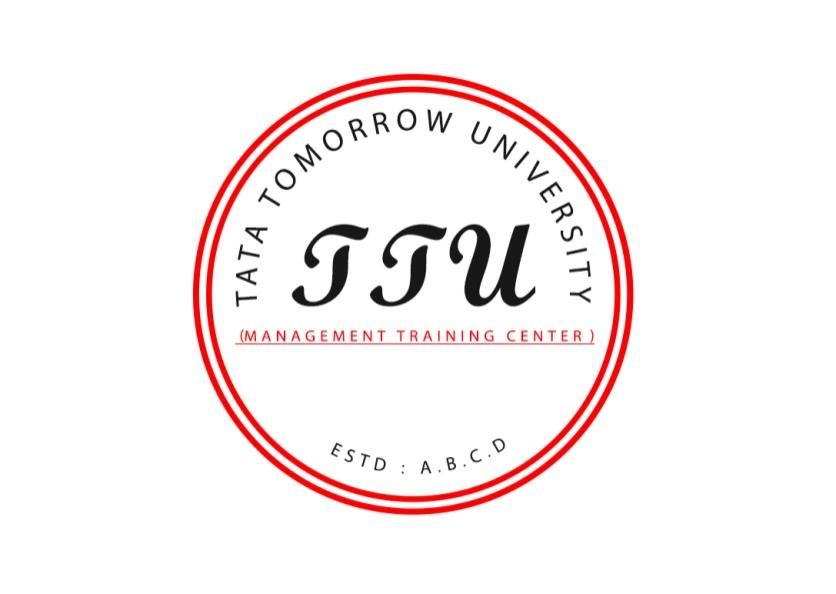 TATA TOMORROW UNIVERSITY
TTU
(MANAGEMENT TRAINING CENTER)
ESTD : A.B.C.D